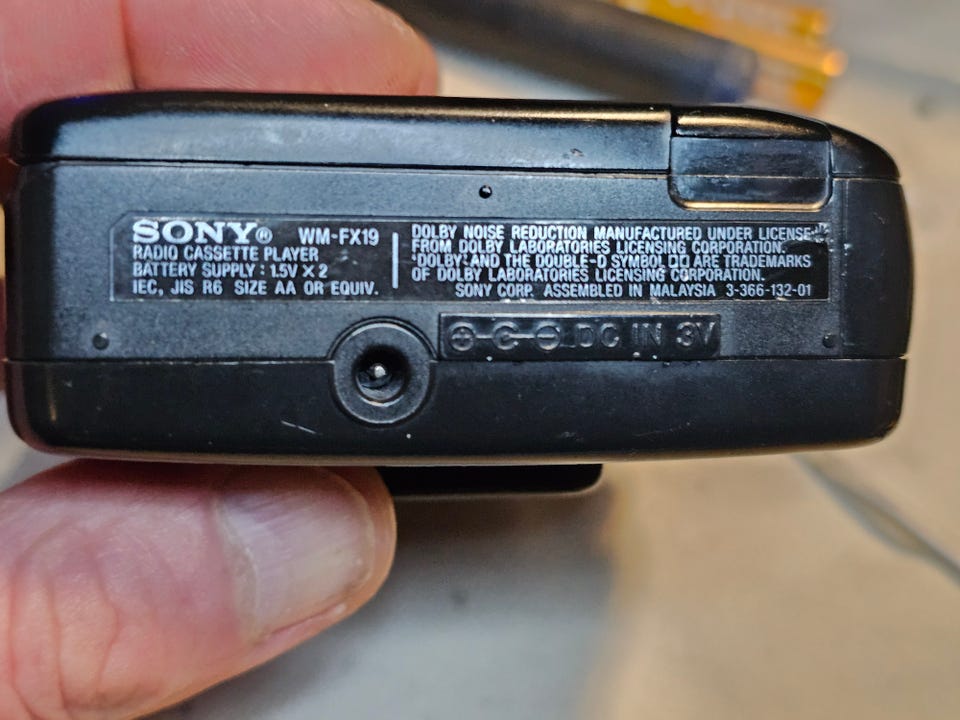 SONY® WM-FX19
RADIO CASSETTE PLAYER
BATTERY SUPPLY : 1.5V X 2
IEC, JIS R6 SIZE AA OR EQUIV.
DOLBY NOISE REDUCTION MANUFACTURED UNDER LICENSE
FROM DOLBY LABORATORIES LICENSING CORPORATION.
"DOLBY" AND THE DOUBLE-D SYMBOL ARE TRADEMARKS
OF DOLBY LABORATORIES LICENSING CORPORATION.
SONY CORP. ASSEMBLED IN MALAYSIA 3-366-132-01
DC IN 3V